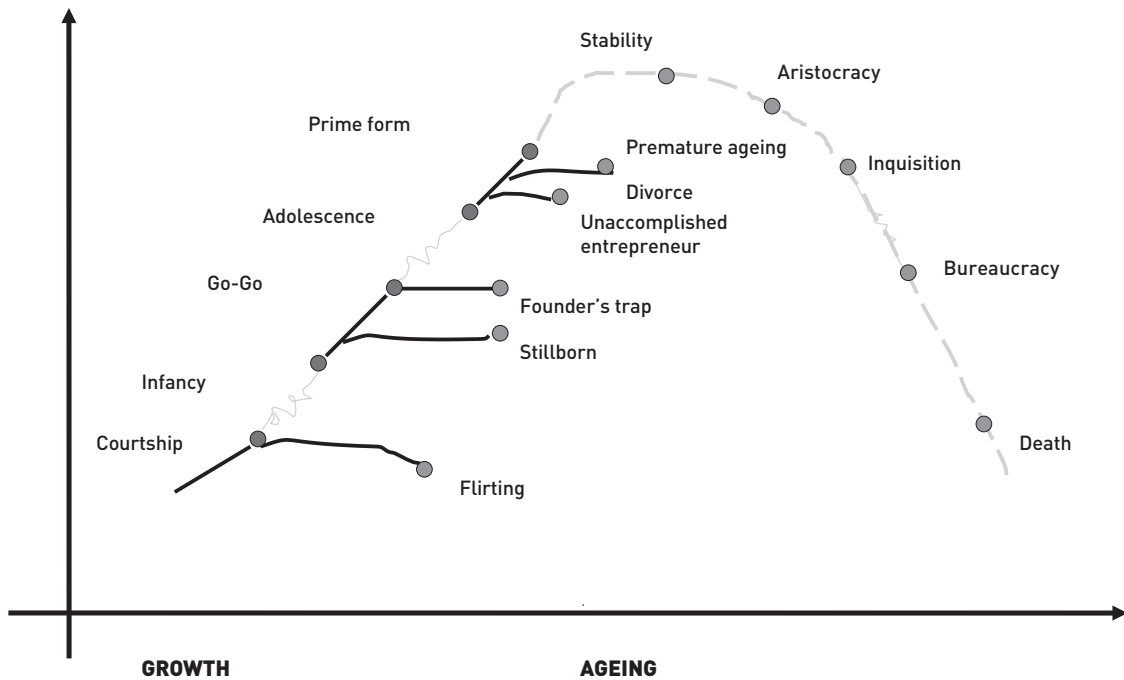 Stability
Aristocracy
Prime form
Premature ageing
Inquisition
Divorce
Adolescence
Unaccomplished
entrepreneur
Bureaucracy
Go-Go
Founder’s trap
Stillborn
Infancy
Courtship
Death
Flirting
GROWTH
AGEING